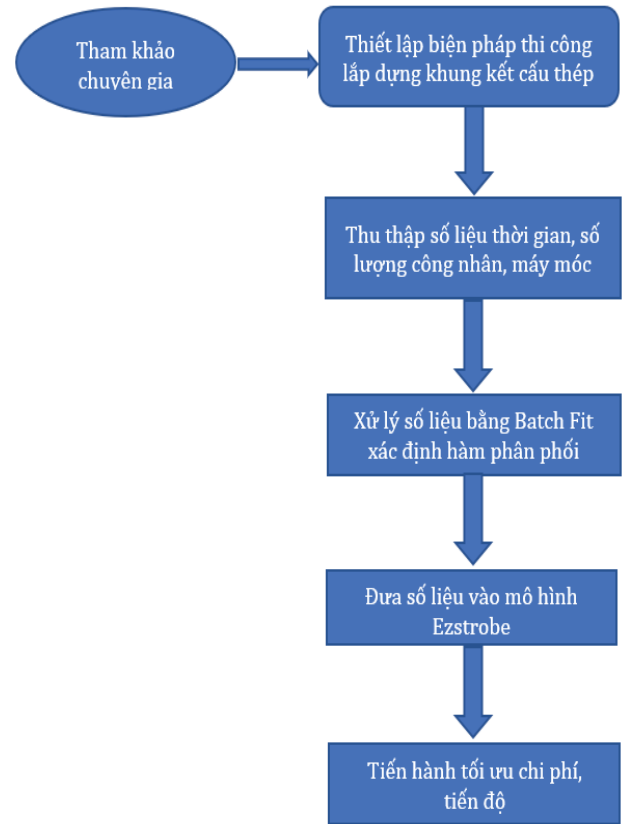 Tham khảo
chuyên gia
Thiết lập biện pháp thi công
lắp dựng khung kết cấu thép
Thu thập số liệu thời gian, số
lượng công nhân, máy móc
Xử lý số liệu bằng Batch Fit
xác định hàm phân phối
Đưa số liệu vào mô hình
Ezstrobe
Tiến hành tối ưu chi phí,
tiến độ